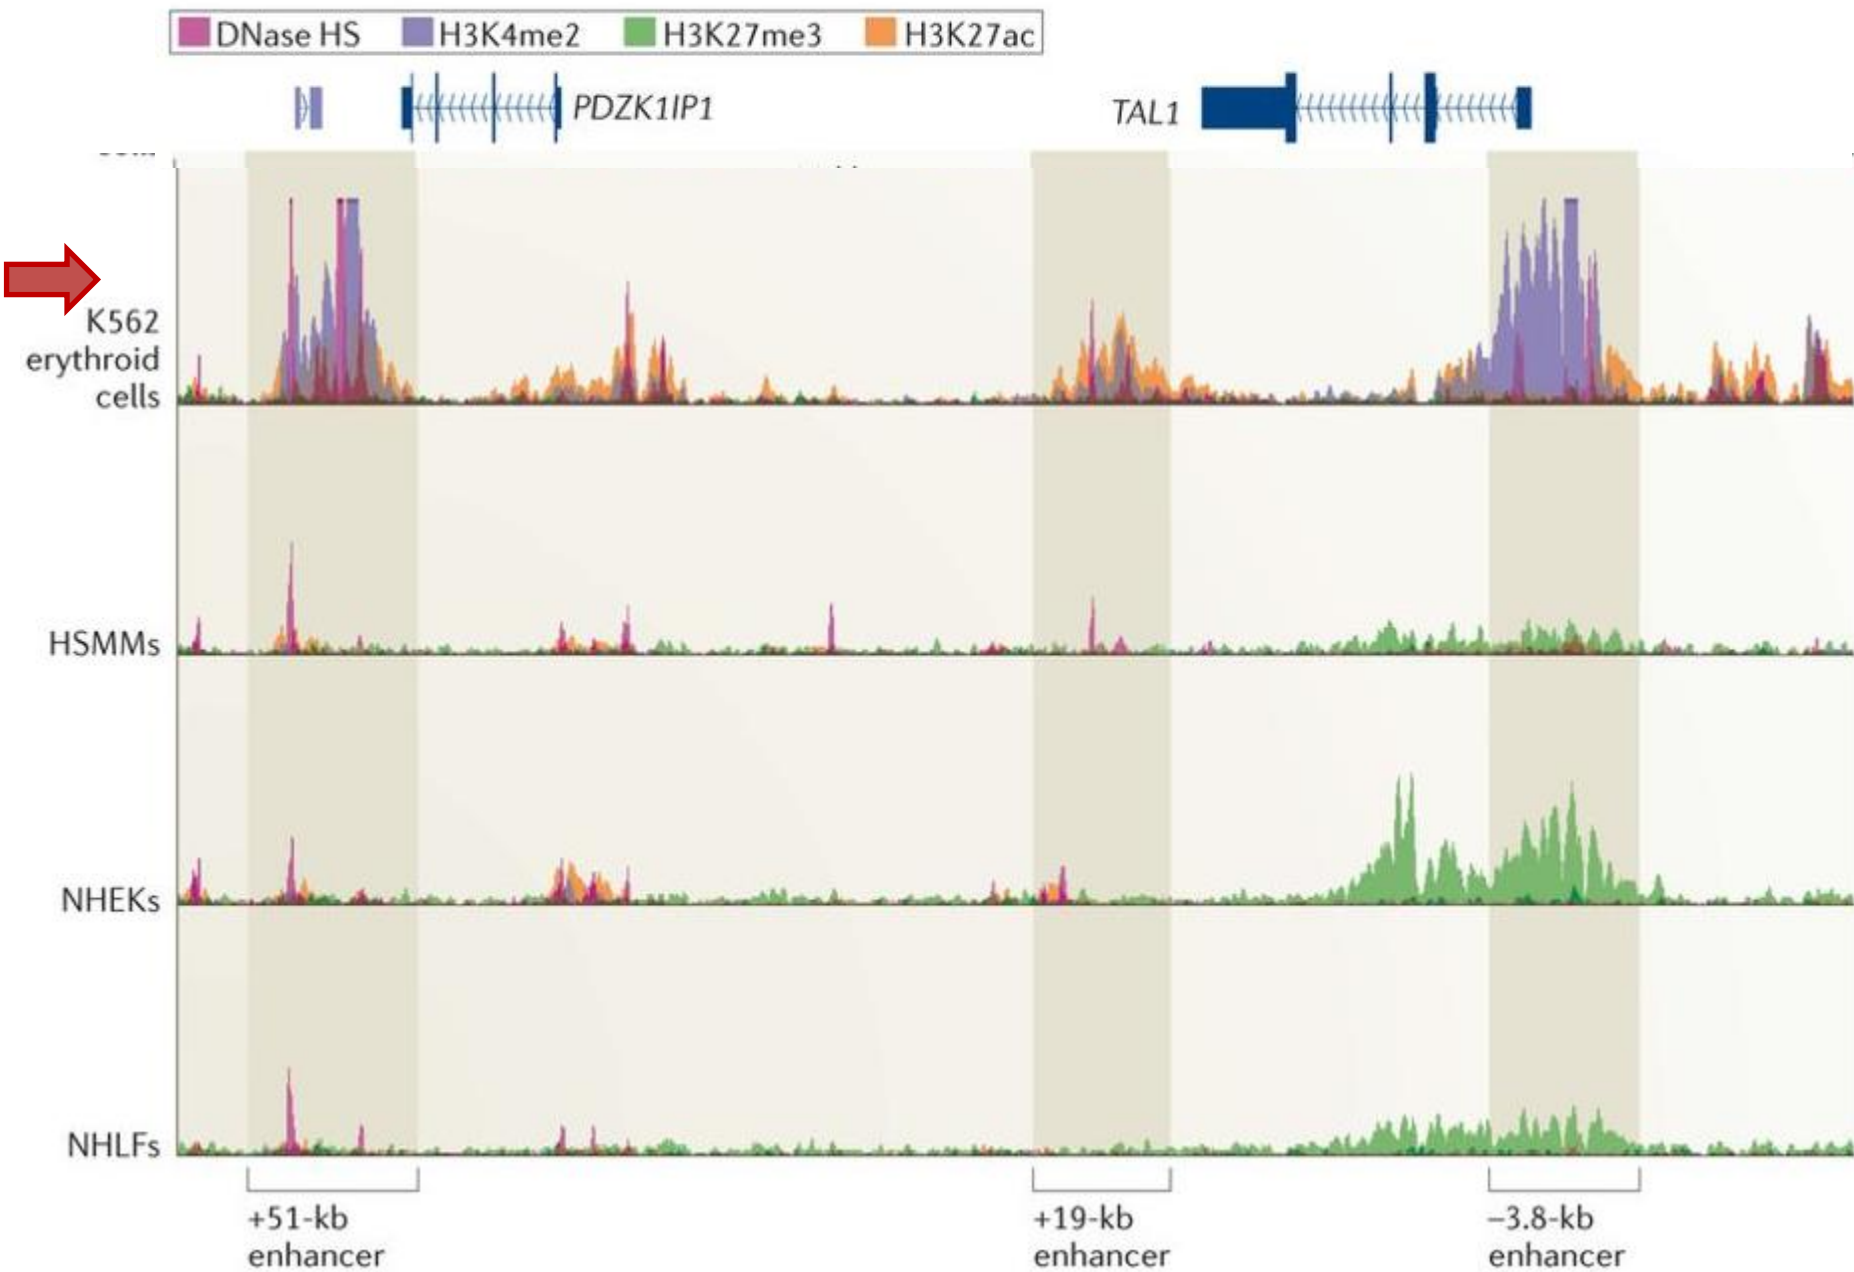 DNase HS H3K4me2 H3K27me3 H3K27ac
PDZK1IP1
TAL1
K562
erythroid
cells
HSMMs
NHEKs
NHLFs
+51-kb
enhancer
+19-kb
enhancer
−3.8-kb
enhancer